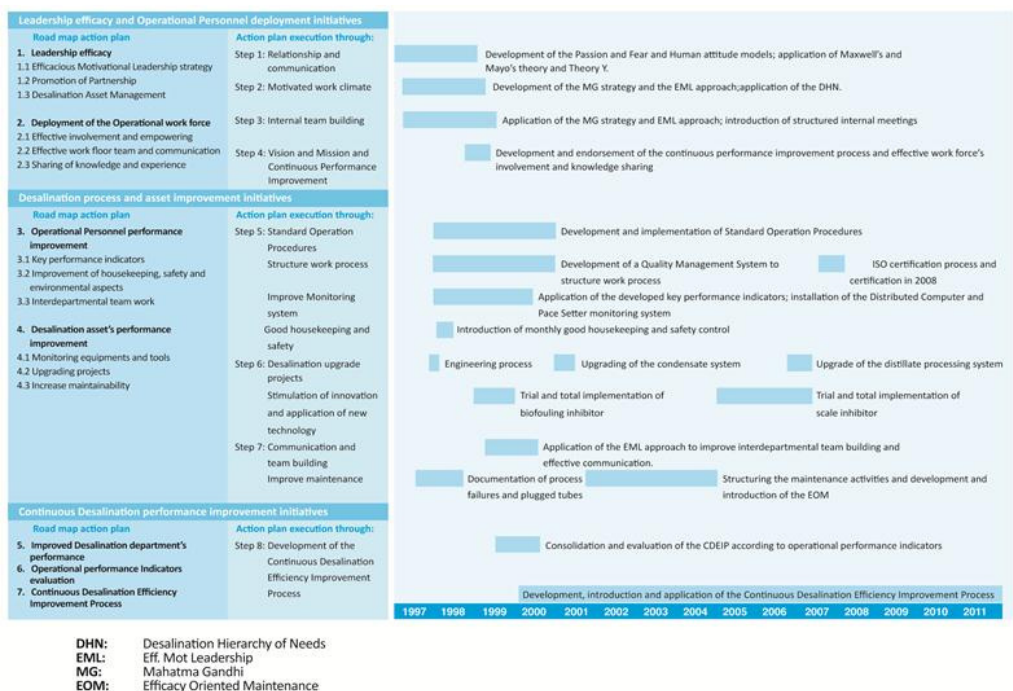 Leadership efficacy and Operational Personnel deployment initiatives
Road map action plan
1. Leadership efficacy
1.1 Efficacious Motivational Leadership strategy
1.2 Promotion of Partnership
1.3 Desalination Asset Management
2. Deployment of the Operational work force
2.1 Effective involvement and empowering
2.2 Effective work floor team and communication
2.3 Sharing of knowledge and experience
Action plan execution through:
Step 1: Relationship and
communication
Step 2: Motivated work climate
Step 3: Internal team building
Step 4: Vision and Mission and
Continuous Performance
Improvement
Development of the Passion and Fear and Human attitude models; application of Maxwell's and
Mayo's theory and Theory Y.
Development of the MG strategy and the EML approach;application of the DHN.
Application of the MG strategy and EML approach; introduction of structured internal meetings
Development and endorsement of the continuous performance improvement process and effective work force's
involvement and knowledge sharing
Desalination process and asset improvement initiatives
Road map action plan
3. Operational Personnel performance
improvement
3.1 Key performance indicators
3.2 Improvement of housekeeping, safety and
environmental aspects
3.3 Interdepartmental team work
4. Desalination asset's performance
improvement
4.1 Monitoring equipments and tools
4.2 Upgrading projects
4.3 Increase maintainability
Action plan execution through:
Step 5: Standard Operation
Procedures
Structure work process
Improve Monitoring
system
Good housekeeping and
safety
Step 6: Desalination upgrade
projects
Stimulation of innovation
and application of new
technology
Step 7: Communication and
team building
Improve maintenance
Development and implementation of Standard Operation Procedures
Development of a Quality Management System to
structure work process
ISO certification process and
certification in 2008
Application of the developed key performance indicators; installation of the Distributed Computer and
Pace Setter monitoring system
Introduction of monthly good housekeeping and safety control
Engineering process
Upgrading of the condensate system
Upgrade of the distillate processing system
Trial and total implementation of
biofouling inhibitor
Trial and total implementation of
scale inhibitor
Application of the EML approach to improve interdepartmental team building and
effective communication.
Documentation of process
failures and plugged tubes
Structuring the maintenance activities and development and
introduction of the EOM
Continuous Desalination performance improvement initiatives
Road map action plan
5. Improved Desalination department's
performance
6. Operational performance Indicators
evaluation
7. Continuous Desalination Efficiency
Improvement Process
Action plan execution through:
Step 8: Development of the
Continuous Desalination
Efficiency Improvement
Process
Consolidation and evaluation of the CDEIP according to operational performance indicators
Development, introduction and application of the Continuous Desalination Efficiency Improvement Process
1997 1998 1999 2000 2001 2002 2003 2004 2005 2006 2007 2008 2009 2010 2011
DHN: Desalination Hierarchy of Needs
EML: Eff. Mot Leadership
MG: Mahatma Gandhi
EOM: Efficacy Oriented Maintenance